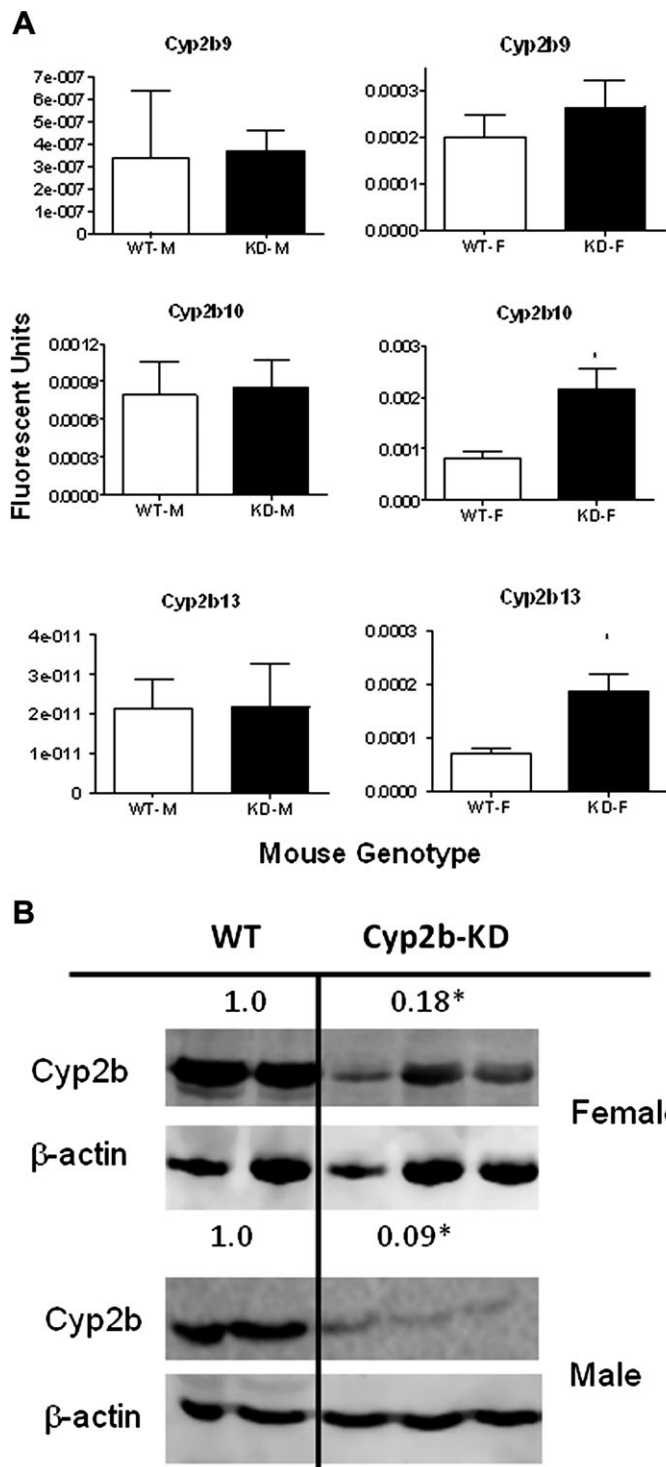 A
Cyp2b9
7e-007
6e-007
5e-007
4e-007
3e-007
2e-007
1e-007
0
WT-M
KD-M
Cyp2b9
0.0003
0.0002
0.0001
0.0000
WT-F
KD-F
Fluorescent Units
Cyp2b10
0.0012
0.0009
0.0006
0.0003
0.0000
WT-M
KD-M
Cyp2b10
0.003
0.002
0.001
0.000
*
WT-F
KD-F
Cyp2b13
4e-011
3e-011
2e-011
1e-011
0
WT-M
KD-M
Cyp2b13
0.0003
0.0002
0.0001
0.0000
*
WT-F
KD-F
Mouse Genotype
B
WT Cyp2b-KD
1.0 0.18*
Cyp2b
Female
β-actin
1.0 0.09*
Cyp2b
Male
β-actin